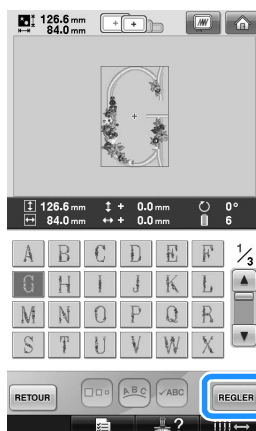 126.6 mm
84.0 mm
126.6 mm + 0.0 mm 0°
84.0 mm + 0.0 mm 6
A B C D E F 1/3
G H I J K L
M N O P Q R
S T U V W X
RETOUR ABC ✓ABC REGLER
?